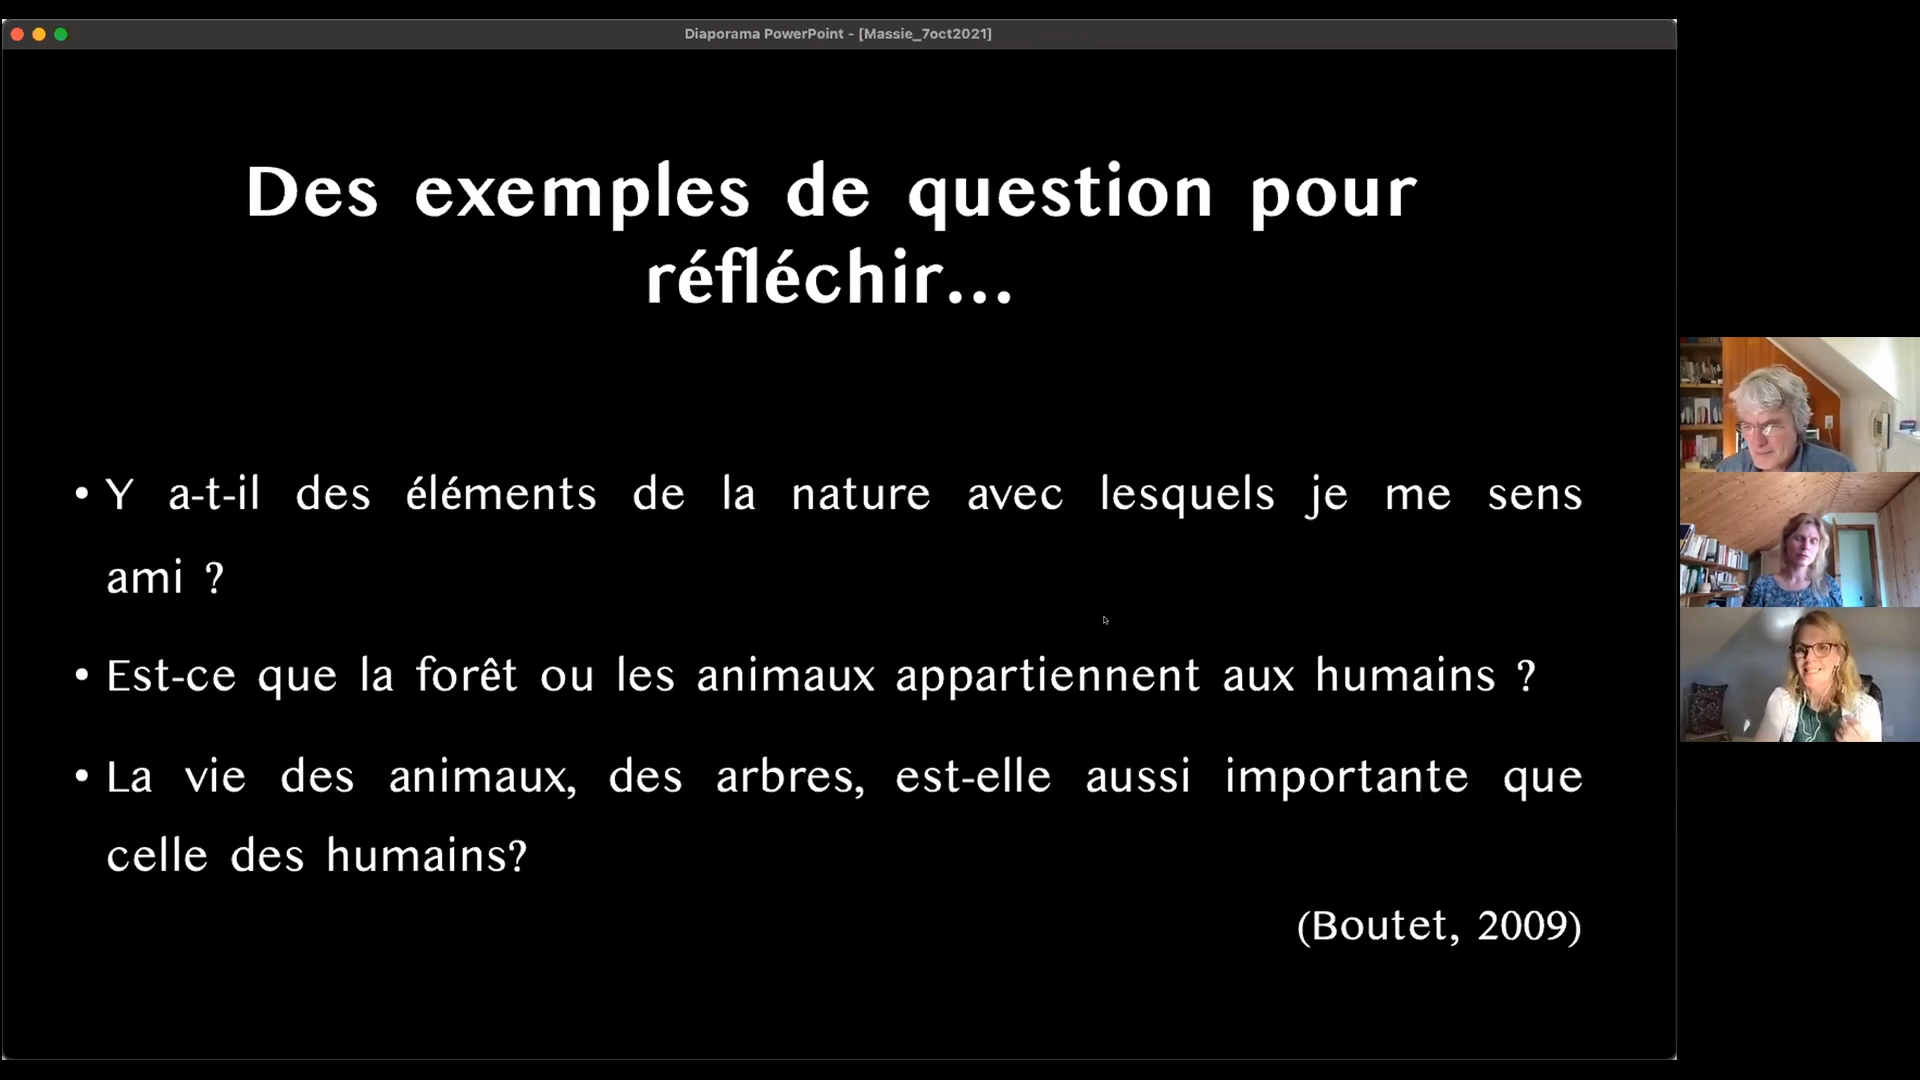 Diaporama PowerPoint - [Massie_7oct2021]
Des exemples de question pour
réfléchir...
• Y a-t-il des éléments de la nature avec lesquels je me sens
ami ?
• Est-ce que la forêt ou les animaux appartiennent aux humains ?
• La vie des animaux, des arbres, est-elle aussi importante que
celle des humains?
(Boutet, 2009)